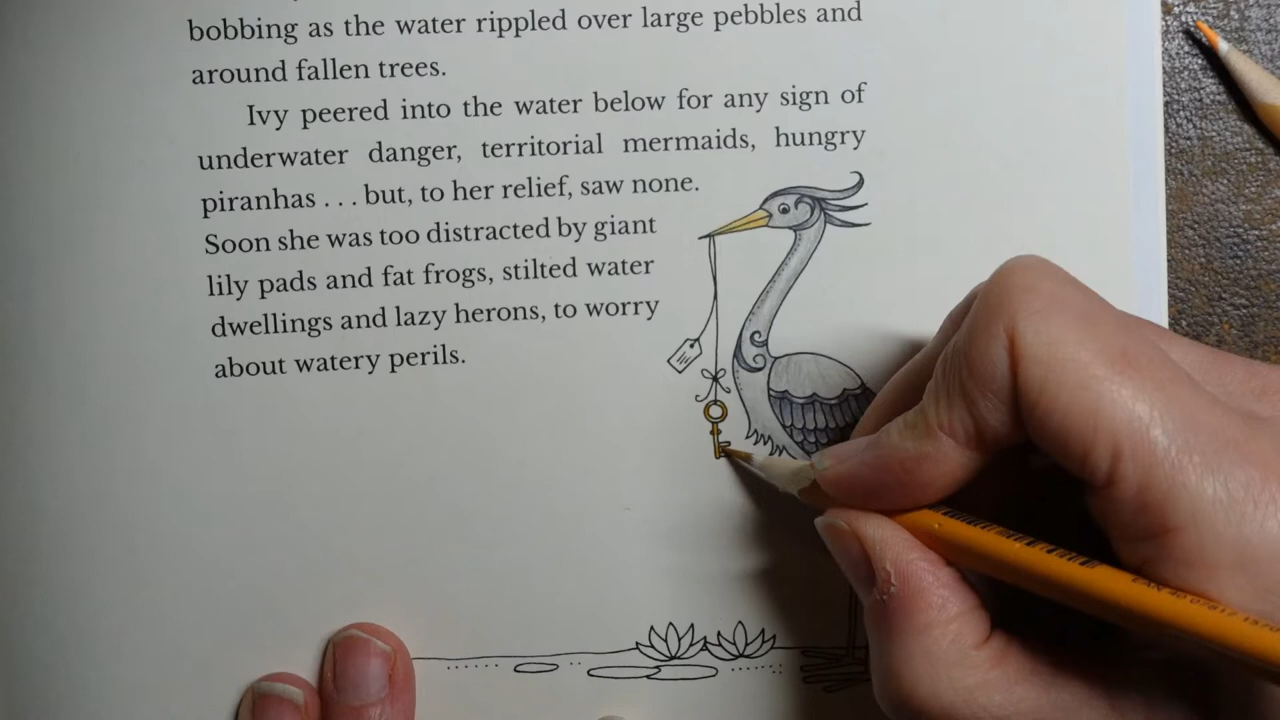 bobbing as the water rippled over large pebbles and
around fallen trees.
Ivy peered into the water below for any sign of
underwater danger, territorial mermaids, hungry
piranhas . . . but, to her relief, saw none.
Soon she was too distracted by giant
lily pads and fat frogs, stilted water
dwellings and lazy herons, to worry
about watery perils.